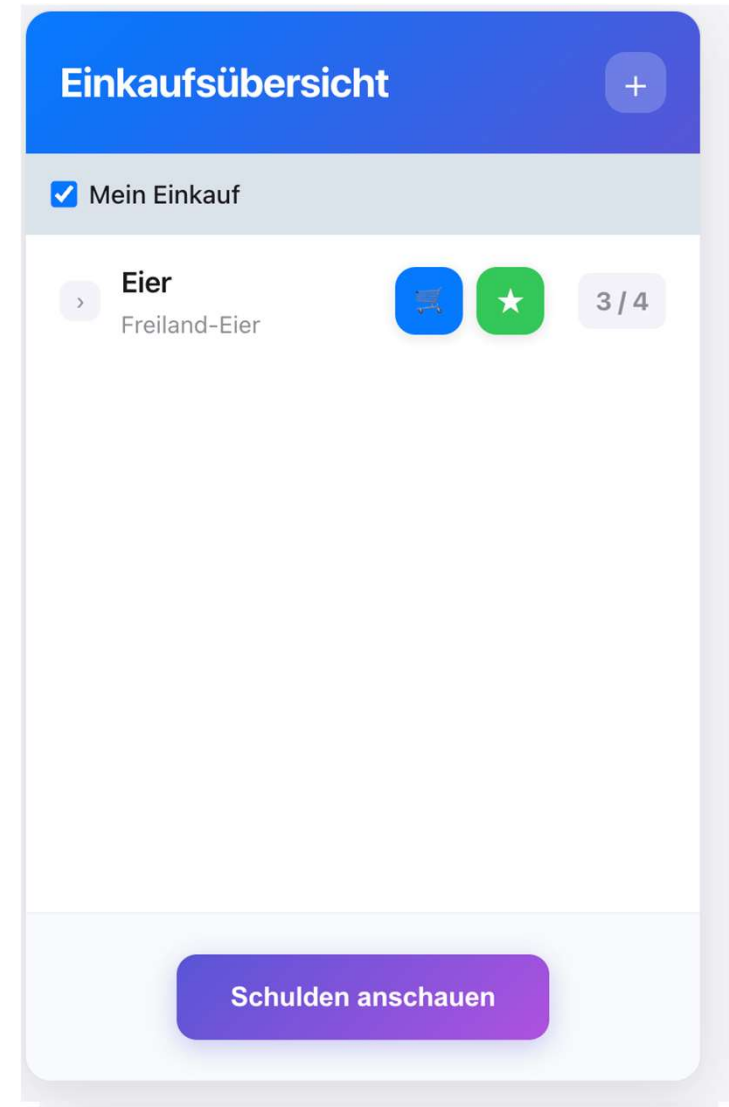 Einkaufsübersicht
+
Mein Einkauf
Eier
Freiland-Eier
3 / 4
Schulden anschauen